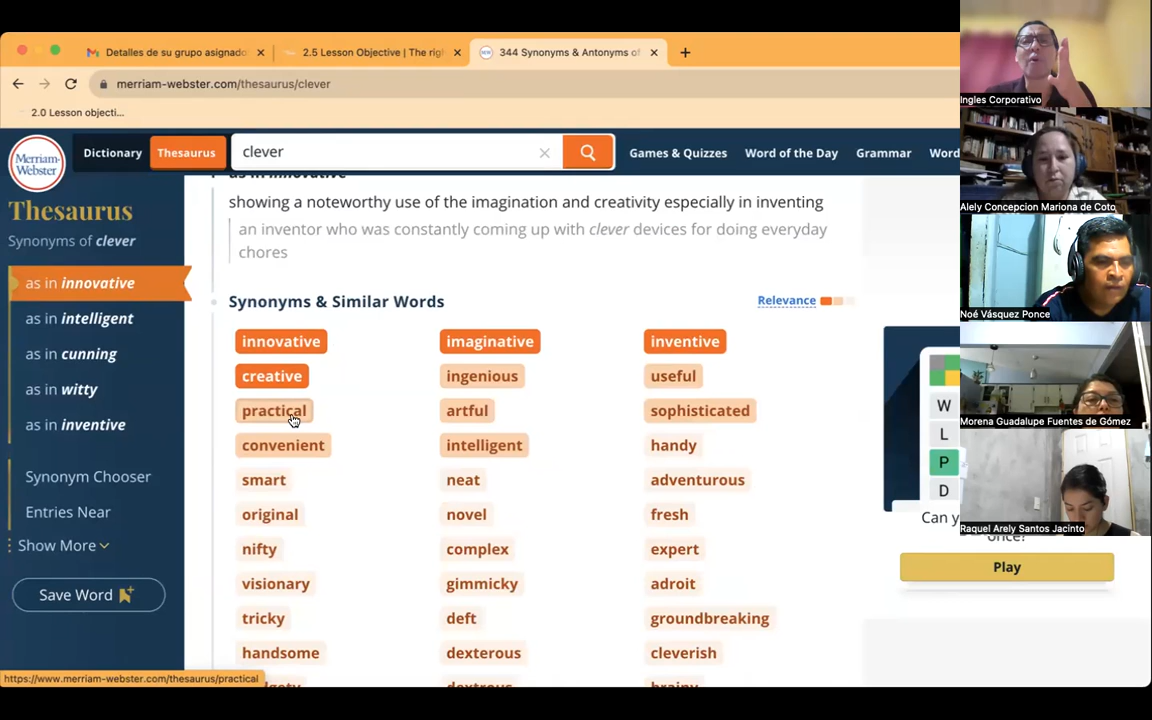 Detalles de su grupo asignado
2.5 Lesson Objective | The rig
344 Synonyms & Antonyms of
merriam-webster.com/thesaurus/clever
2.0 Lesson objecti...
Merriam-
Webster
Dictionary
Thesaurus
clever
Games & Quizzes
Word of the Day
Grammar
Word
Thesaurus
Synonyms of clever
as in innovative
as in intelligent
as in cunning
as in witty
as in inventive
Synonym Chooser
Entries Near
Show More
Save Word
as in innovative
showing a noteworthy use of the imagination and creativity especially in inventing
an inventor who was constantly coming up with clever devices for doing everyday
chores
Synonyms & Similar Words
Relevance
innovative imaginative inventive
creative ingenious useful
practical artful sophisticated
convenient intelligent handy
smart neat adventurous
original novel fresh
nifty complex expert
visionary gimmicky adroit
tricky deft groundbreaking
handsome dexterous cleverish
dextrous brainy
W
L
P
D
Can y
once?
Play
https://www.merriam-webster.com/thesaurus/practical
Ingles Corporativo
Alely Concepcion Mariona de Coto
Noé Vásquez Ponce
Morena Guadalupe Fuentes de Gómez
Raquel Arely Santos Jacinto